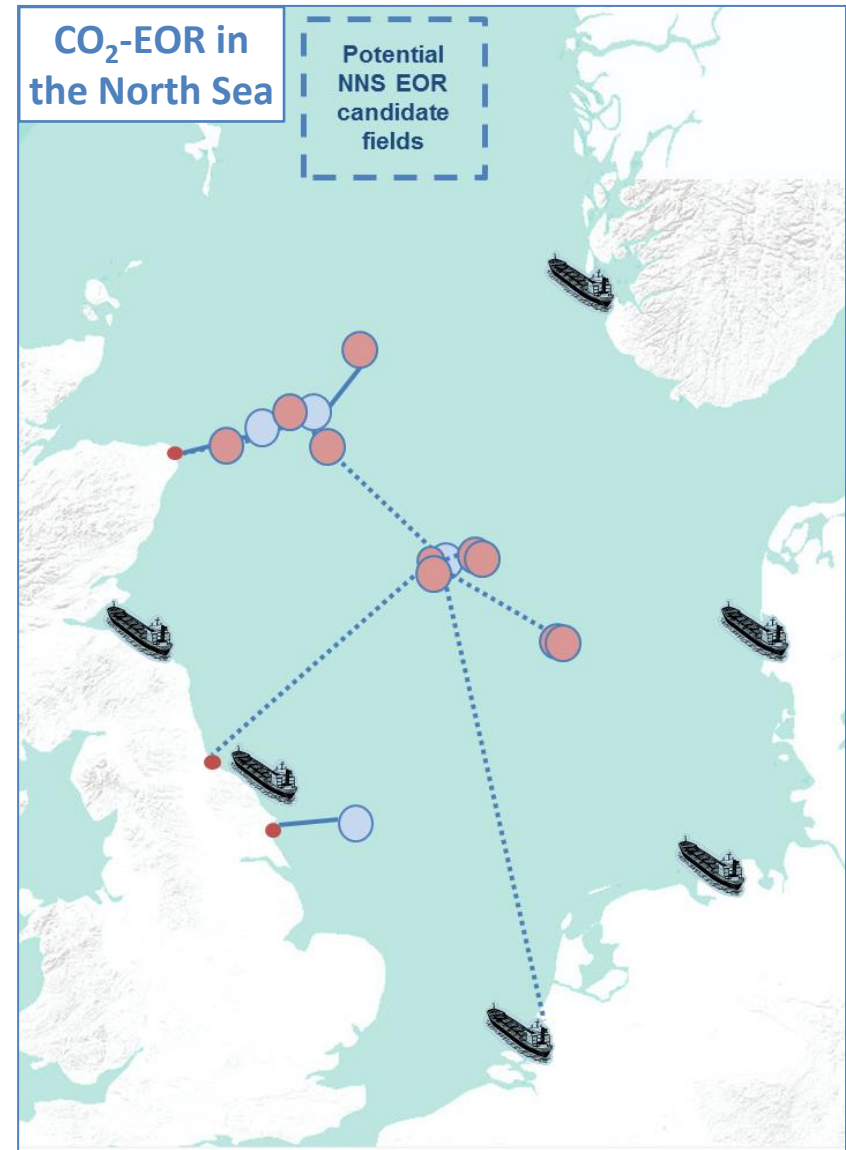 CO₂-EOR in
the North Sea
Potential
NNS EOR
candidate
fields